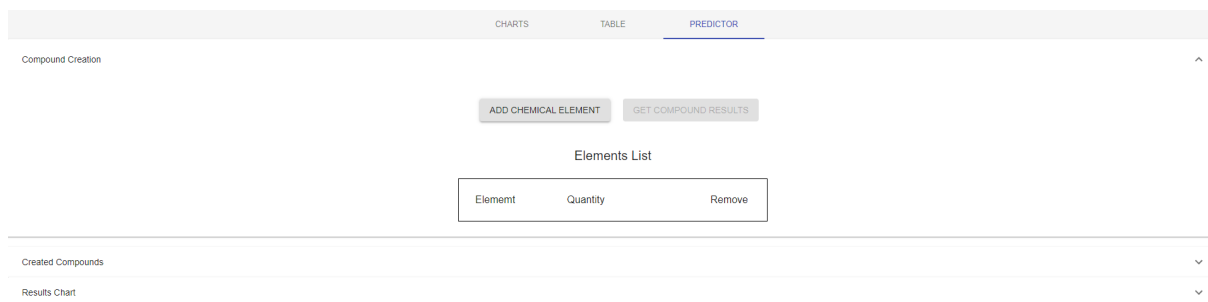 CHARTS TABLE PREDICTOR
Compound Creation
ADD CHEMICAL ELEMENT GET COMPOUND RESULTS
Elements List
Elememt Quantity Remove
Created Compounds
Results Chart